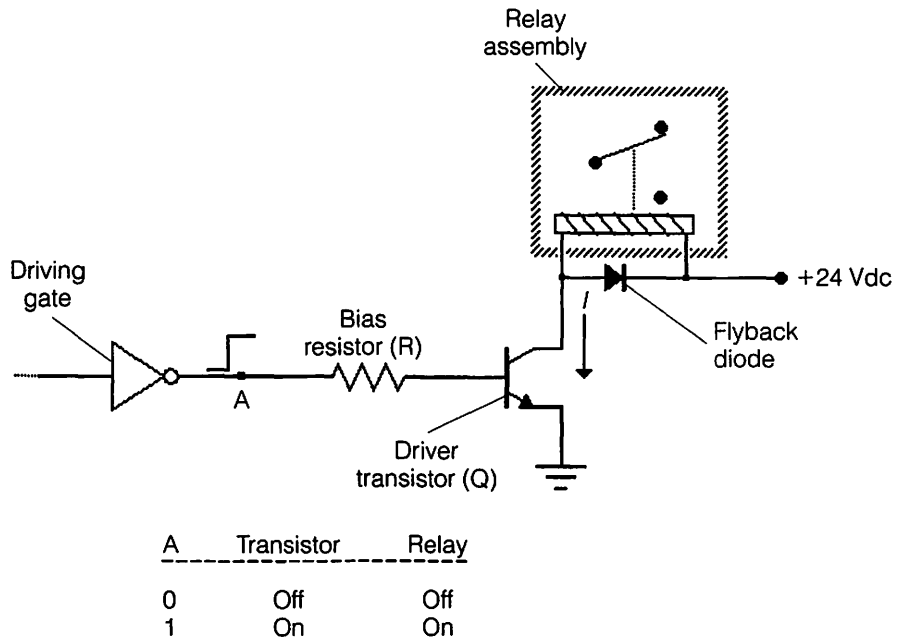 Relay
assembly
Driving
gate
Bias
resistor (R)
A
I
+24 Vdc
Flyback
diode
Driver
transistor (Q)
A Transistor Relay
0 Off Off
1 On On